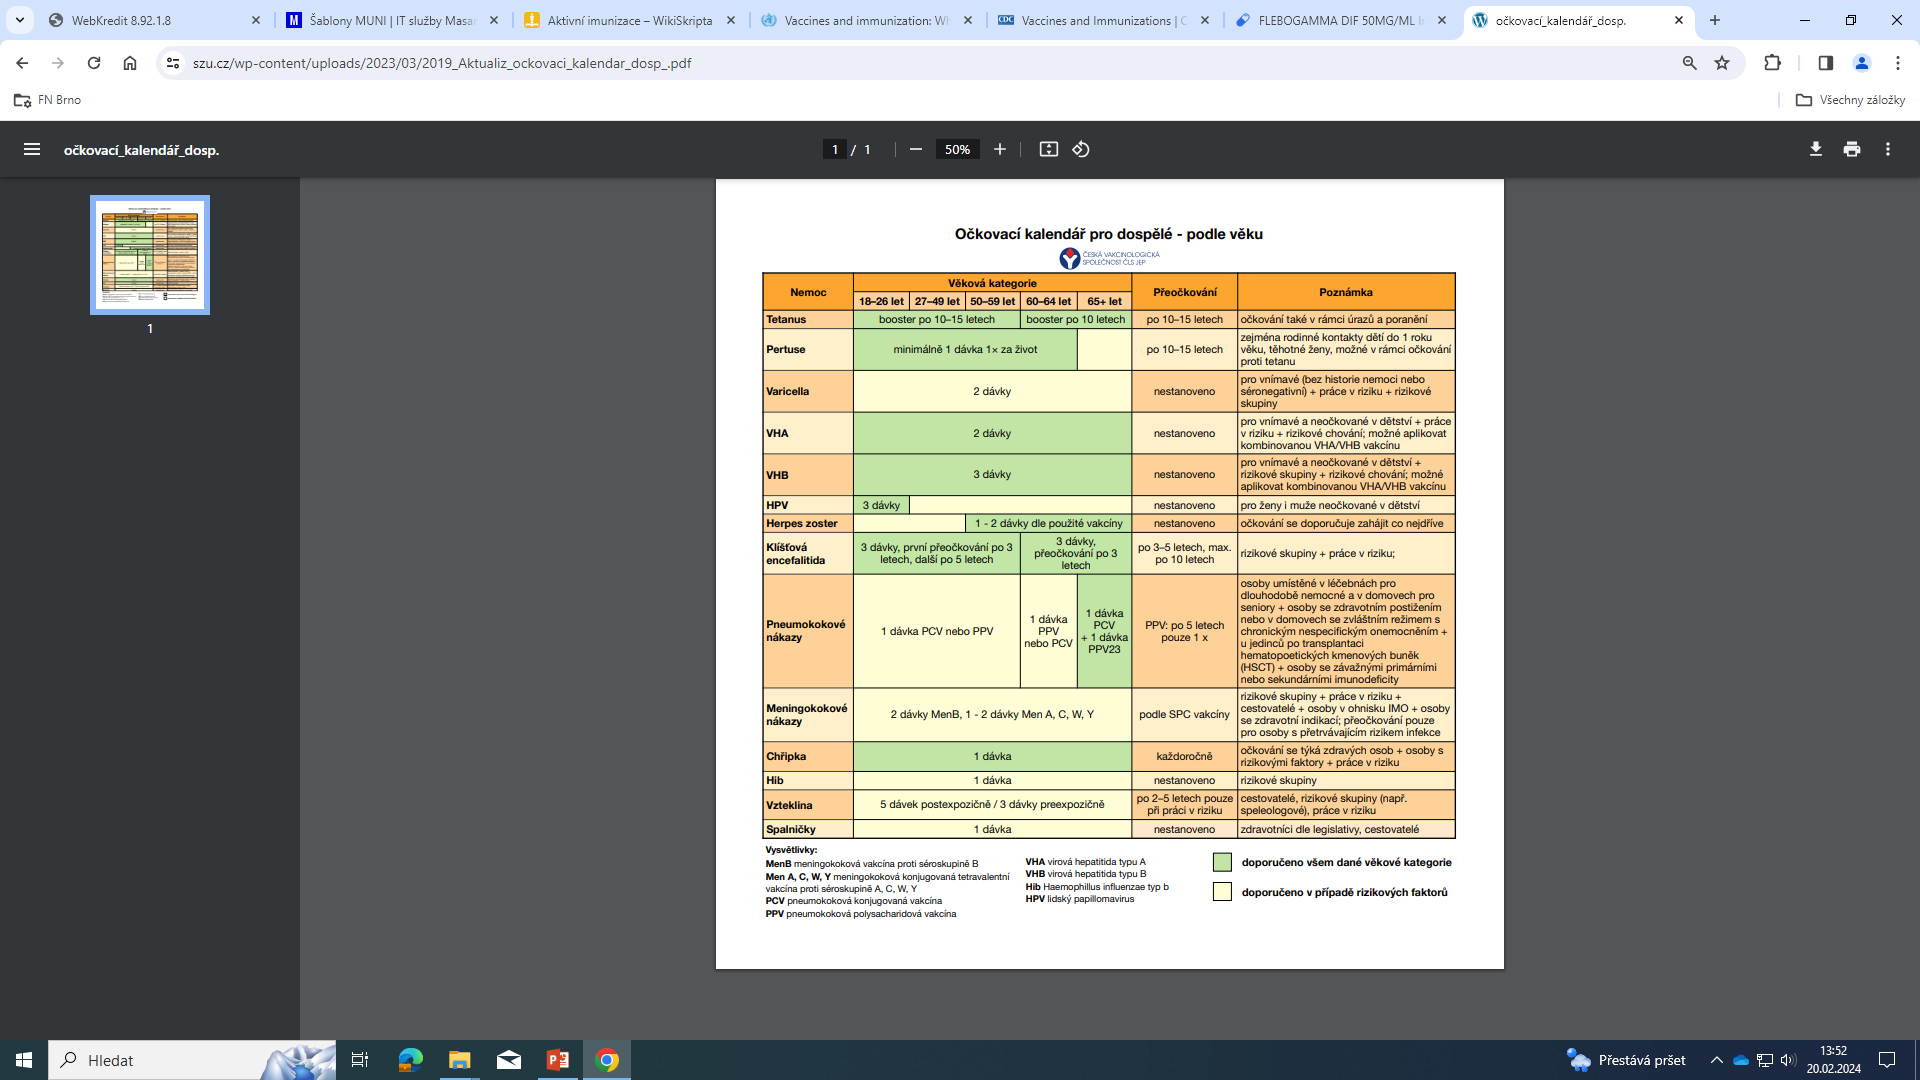 WebKredit 8.92.1.8
Šablony MUNI | IT služby Masar
Aktivní imunizace – WikiSkripta
Vaccines and immunization: Wh
Vaccines and Immunizations | C
FLEBOGAMMA DIF 50MG/ML In
očkovací_kalendář_dosp.
szu.cz/wp-content/uploads/2023/03/2019_Aktualiz_ockovaci_kalendar_dosp_.pdf
FN Brno
Všechny záložky
očkovací_kalendář_dosp.
1 / 1
50%
1
Očkovací kalendář pro dospělé - podle věku
ČESKÁ VAKCINOLOGICKÁ
SPOLEČNOST ČLS JEP
Nemoc
Věková kategorie
Přeočkování
Poznámka
18–26 let 27–49 let 50–59 let 60–64 let 65+ let
Tetanus
booster po 10–15 letech
booster po 10 letech
po 10–15 letech
očkování také v rámci úrazů a poranění
Pertuse
minimálně 1 dávka 1× za život
po 10–15 letech
zejména rodinné kontakty dětí do 1 roku
věku, těhotné ženy, možné v rámci očkování
proti tetanu
Varicella
2 dávky
nestanoveno
pro vnímavé (bez historie nemoci nebo
séronegativní) + práce v riziku + rizikové
skupiny
VHA
2 dávky
nestanoveno
pro vnímavé a neočkované v dětství + práce
v riziku + rizikové chování; možné aplikovat
kombinovanou VHA/VHB vakcínu
VHB
3 dávky
nestanoveno
pro vnímavé a neočkované v dětství +
rizikové skupiny + rizikové chování; možné
aplikovat kombinovanou VHA/VHB vakcínu
HPV
3 dávky
nestanoveno
pro ženy i muže neočkované v dětství
Herpes zoster
1 - 2 dávky dle použité vakcíny
nestanoveno
očkování se doporučuje zahájit co nejdříve
Klíšťová
encefalitida
3 dávky, první přeočkování po 3
letech, další po 5 letech
3 dávky,
přeočkování po 3
letech
po 3–5 letech, max.
po 10 letech
rizikové skupiny + práce v riziku;
Pneumokokové
nákazy
1 dávka PCV nebo PPV
1 dávka
PPV
nebo PCV
1 dávka
PCV
+ 1 dávka
PPV23
PPV: po 5 letech
pouze 1 x
osoby umístěné v léčebnách pro
dlouhodobě nemocné a v domovech pro
seniory + osoby se zdravotním postižením
nebo v domovech se zvláštním režimem s
chronickým nespecifickým onemocněním +
u jedinců po transplantaci
hematopoetických kmenových buněk
(HSCT) + osoby se závažnými primárními
nebo sekundárními imunodeficity
Meningokokové
nákazy
2 dávky MenB, 1 - 2 dávky Men A, C, W, Y
podle SPC vakcíny
rizikové skupiny + práce v riziku +
cestovatelé + osoby v ohnisku IMO + osoby
se zdravotní indikací; přeočkování pouze
pro osoby s přetrvávajícím rizikem infekce
Chřipka
1 dávka
každoročně
očkování se týká zdravých osob + osoby s
rizikovými faktory + práce v riziku
Hib
1 dávka
nestanoveno
rizikové skupiny
Vzteklina
5 dávek postexpozičně / 3 dávky preexpozičně
po 2–5 letech pouze
při práci v riziku
cestovatelé, rizikové skupiny (např.
speleologové), práce v riziku
Spalničky
1 dávka
nestanoveno
zdravotníci dle legislativy, cestovatelé
Vysvětlivky:
MenB meningokoková vakcína proti séroskupině B
Men A, C, W, Y meningokoková konjugovaná tetravalentní
vakcína proti séroskupině A, C, W, Y
PCV pneumokoková konjugovaná vakcína
PPV pneumokoková polysacharidová vakcína
VHA virová hepatitida typu A
VHB virová hepatitida typu B
Hib Haemophillus influenzae typ b
HPV lidský papillomavirus
doporučeno všem dané věkové kategorie
doporučeno v případě rizikových faktorů
Hledat
Přestává pršet
13:52
20.02.2024